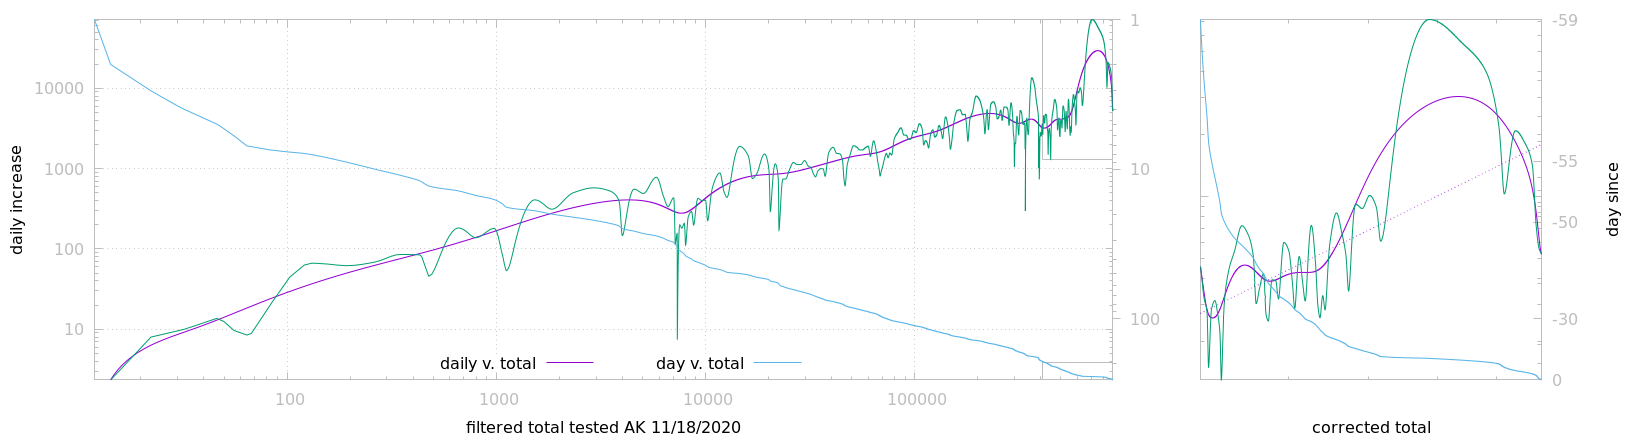 daily increase
10000
1000
100
10
100
1000
10000
100000
1
10
100
daily v. total
day v. total
filtered total tested AK 11/18/2020
-59
-55
-50
-30
0
day since
corrected total